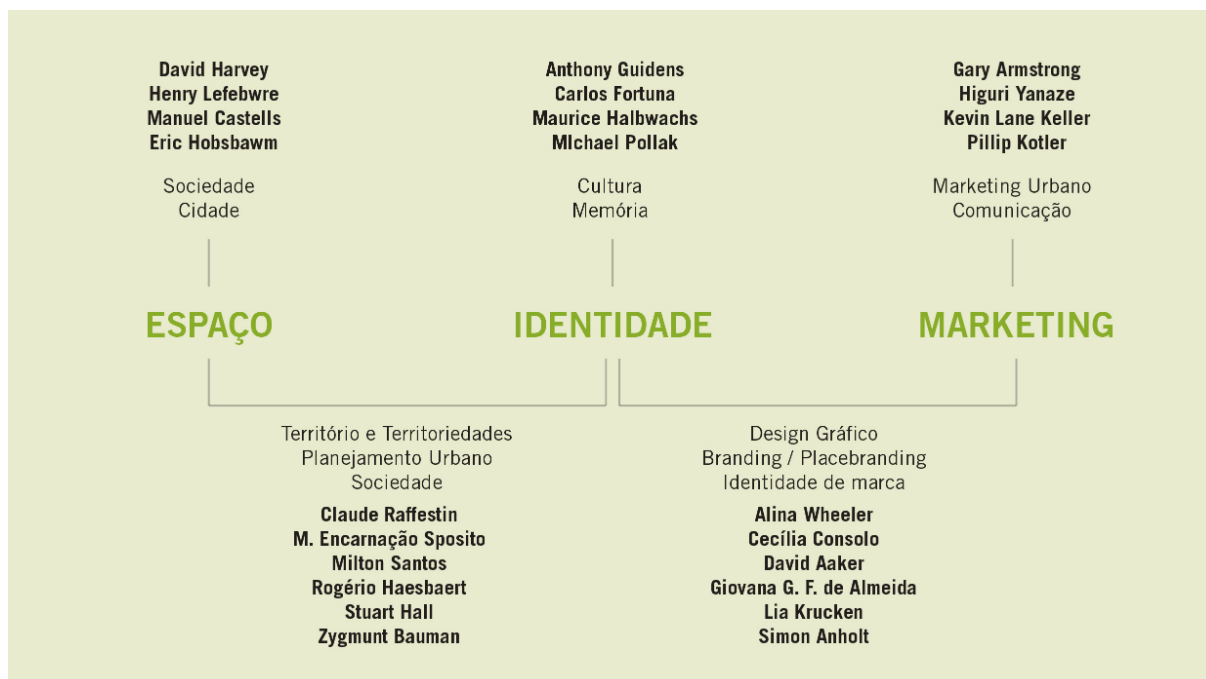 David Harvey
Henry Lefebwre
Manuel Castells
Eric Hobsbawm
Sociedade
Cidade
ESPAÇO
Anthony Guidens
Carlos Fortuna
Maurice Halbwachs
MIchael Pollak
Cultura
Memória
IDENTIDADE
Gary Armstrong
Higuri Yanaze
Kevin Lane Keller
Pillip Kotler
Marketing Urbano
Comunicação
MARKETING
Território e Territoriedades
Planejamento Urbano
Sociedade
Claude Raffestin
M. Encarnação Sposito
Milton Santos
Rogério Haesbaert
Stuart Hall
Zygmunt Bauman
Design Gráfico
Branding / Placebranding
Identidade de marca
Alina Wheeler
Cecília Consolo
David Aaker
Giovana G. F. de Almeida
Lia Krucken
Simon Anholt